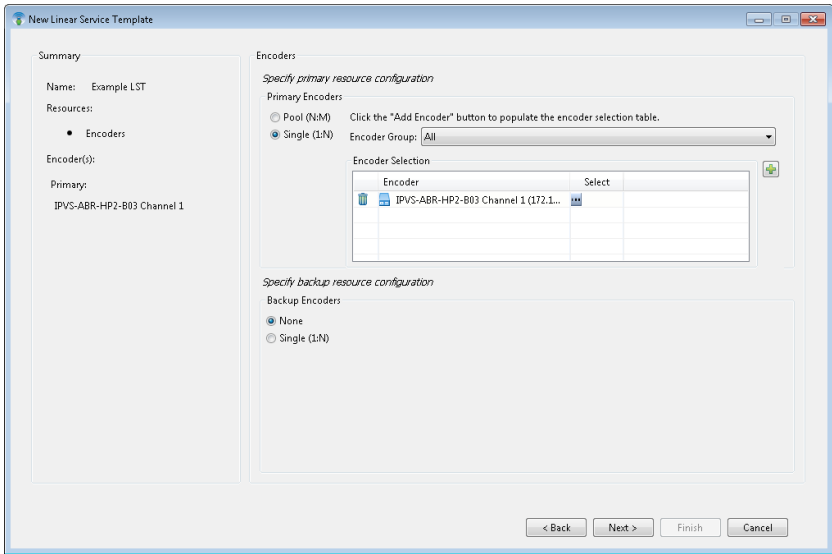 New Linear Service Template
Summary
Name: Example LST
Resources:
Encoders
Encoder(s):
Primary:
IPVS-ABR-HP2-B03 Channel 1
Encoders
Specify primary resource configuration
Primary Encoders
Pool (N:M) Click the "Add Encoder" button to populate the encoder selection table.
Single (1:N) Encoder Group: All
Encoder Selection
Encoder Select
IPVS-ABR-HP2-B03 Channel 1 (172.1...
Specify backup resource configuration
Backup Encoders
None
Single (1:N)
< Back Next > Finish Cancel